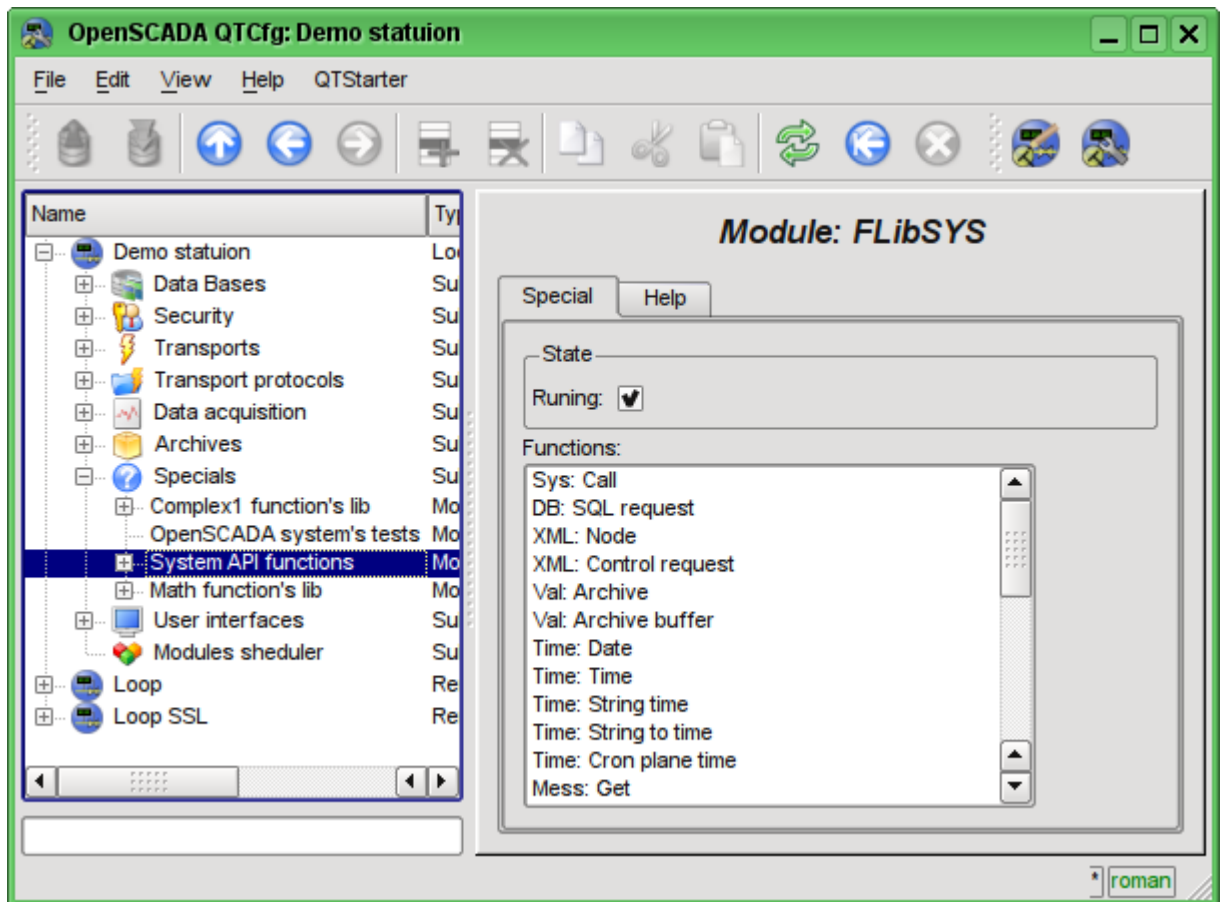 OpenSCADA QTCfg: Demo statuion
File Edit View Help QTStarter
Name Typ
Demo statuion Loc
Data Bases Su
Security Su
Transports Su
Transport protocols Su
Data acquisition Su
Archives Su
Specials Su
Complex1 function's lib Mo
OpenSCADA system's tests Mo
System API functions Mo
Math function's lib Mo
User interfaces Su
Modules sheduler Su
Loop Re
Loop SSL Re
Module: FLibSYS
Special Help
State
Runing:
Functions:
Sys: Call
DB: SQL request
XML: Node
XML: Control request
Val: Archive
Val: Archive buffer
Time: Date
Time: Time
Time: String time
Time: String to time
Time: Cron plane time
Mess: Get
* roman